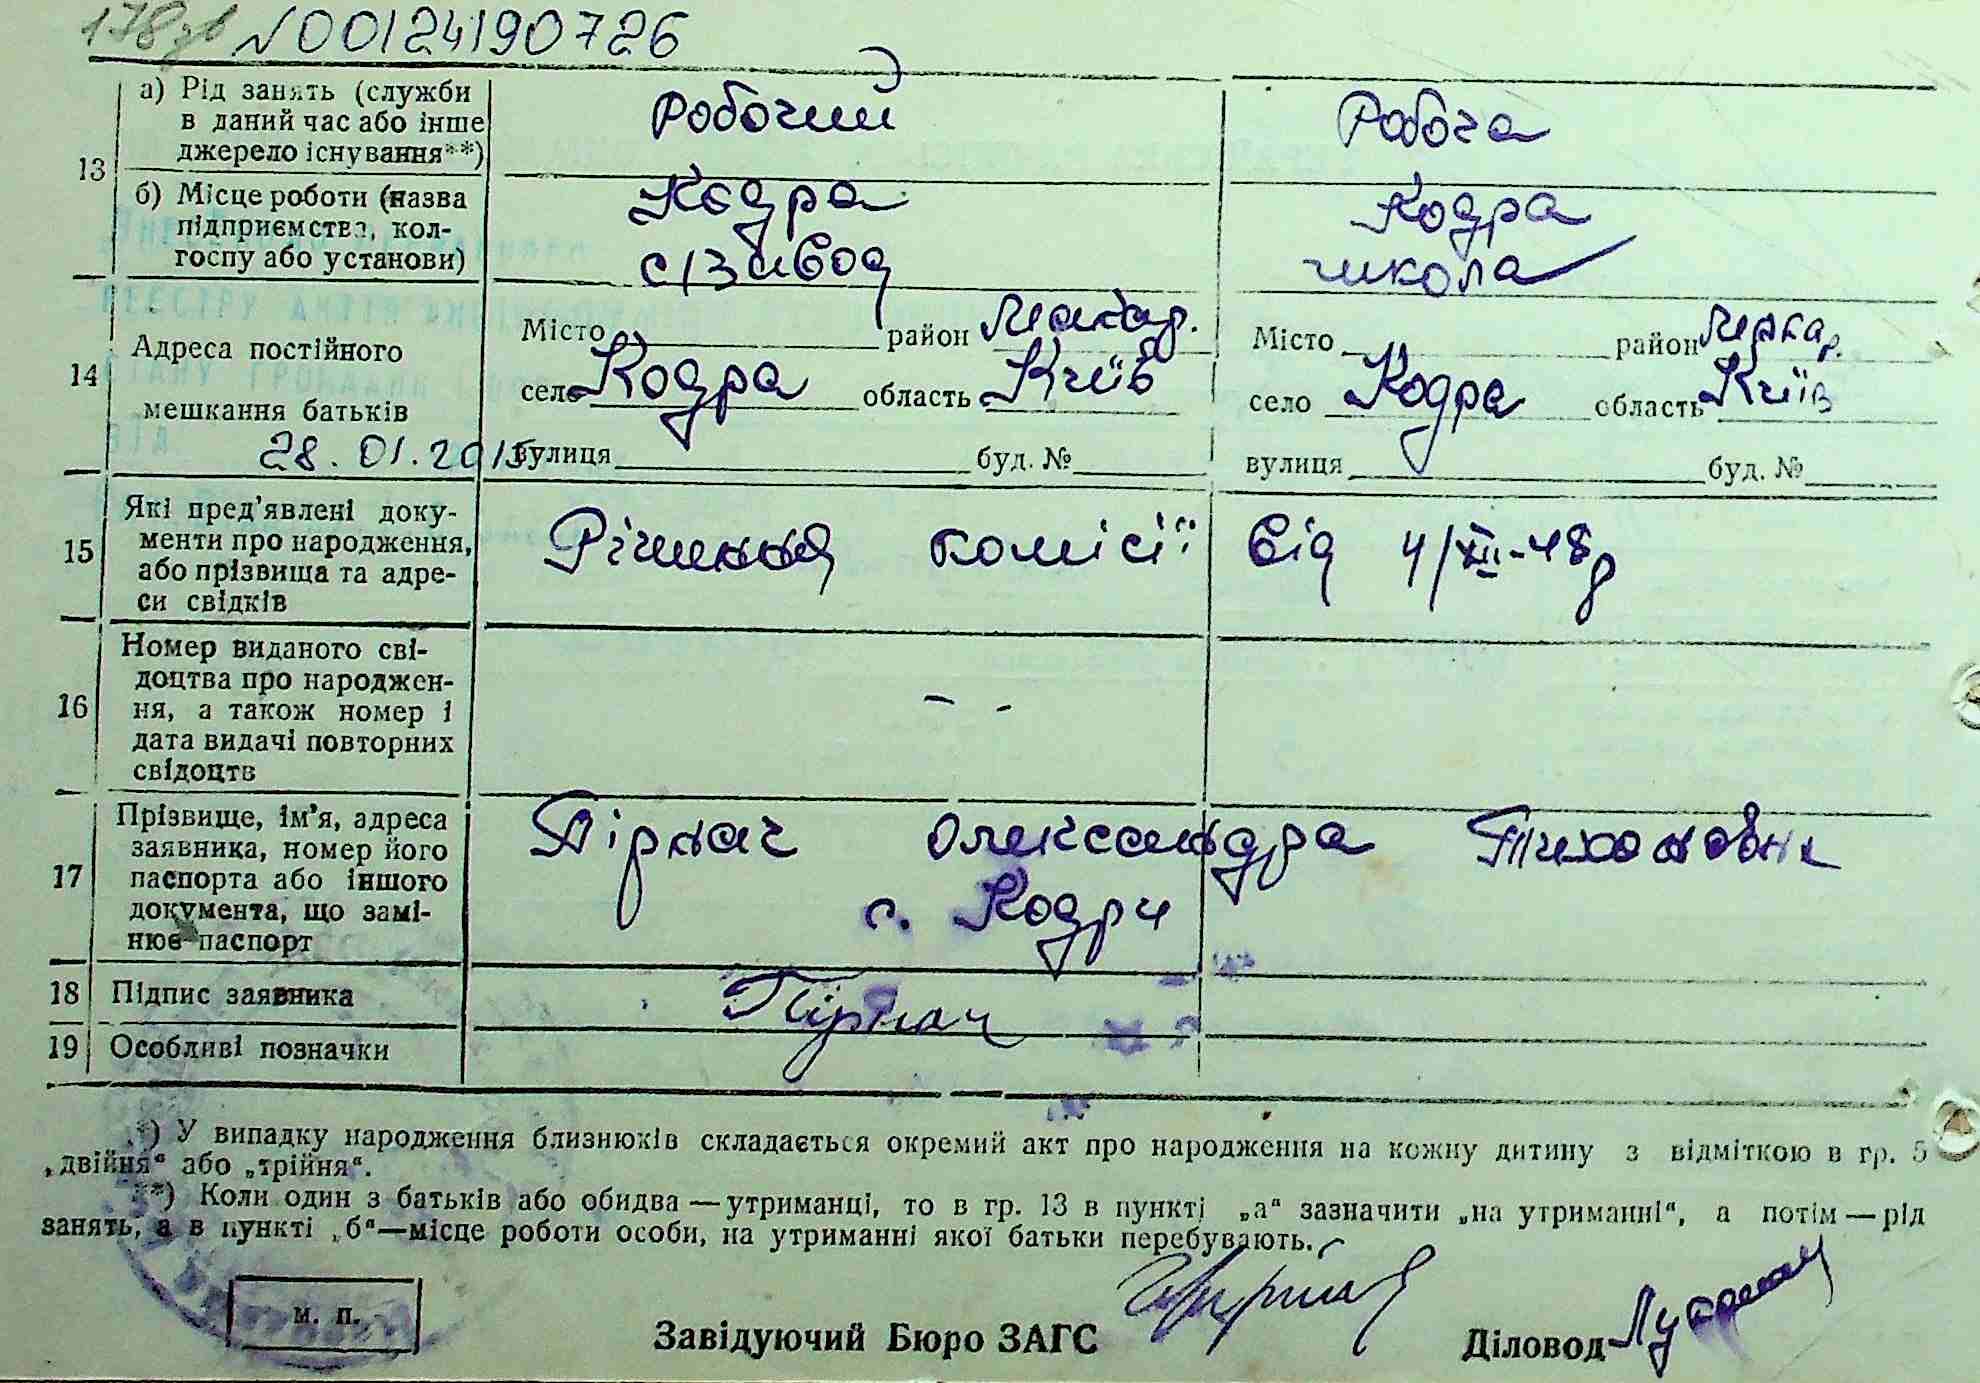 178зв №00124190726
13
а) Рід занять (служби в даний час або інше джерело існування**)
Робочий
Робоча
б) Місце роботи (назва підприємства, колгоспу або установи)
Кодра с/завод
Кодра школа
14
Адреса постійного мешкання батьків
28.01.2015
Місто район Макар.
село Кодра область Київ
вулиця буд. №
Місто район Макар.
село Кодра область Київ
вулиця буд. №
15
Які пред'явлені документи про народження, або прізвища та адреси свідків
Рішення комісії від 4/XII-48р
16
Номер виданого свідоцтва про народження, а також номер і дата видачі повторних свідоцтв
— -
17
Прізвище, ім'я, адреса заявника, номер його паспорта або іншого документа, що замінює паспорт
Пірнач Олександра Тихоновна
с. Кодра
18
Підпис заявника
Пірнач
19
Особливі позначки
*) У випадку народження близнюків складається окремий акт про народження на кожну дитину з відміткою в гр. 5
„двійня“ або „трійня“.
**) Коли один з батьків або обидва — утриманці, то в гр. 13 в пункті „а“ зазначити „на утриманні“, а потім — рід
занять, а в пункті „б“—місце роботи особи, на утриманні якої батьки перебувають.
м. п.
Завідуючий Бюро ЗАГС
Діловод